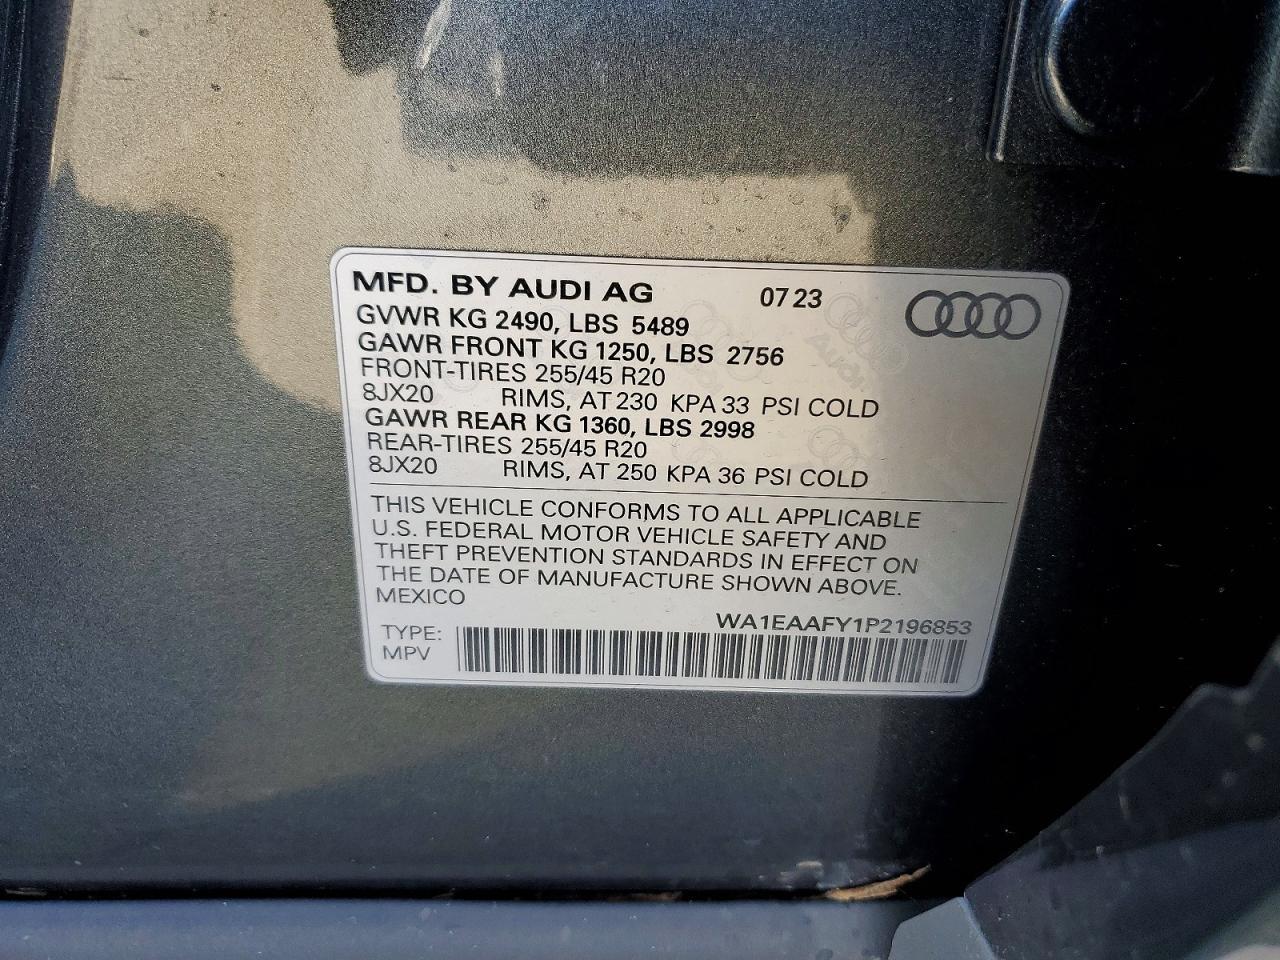 MFD. BY AUDI AG 07 23
GVWR KG 2490, LBS 5489
GAWR FRONT KG 1250, LBS 2756
FRONT-TIRES 255/45 R20
8JX20 RIMS, AT 230 KPA 33 PSI COLD
GAWR REAR KG 1360, LBS 2998
REAR-TIRES 255/45 R20
8JX20 RIMS, AT 250 KPA 36 PSI COLD
THIS VEHICLE CONFORMS TO ALL APPLICABLE
U.S. FEDERAL MOTOR VEHICLE SAFETY AND
THEFT PREVENTION STANDARDS IN EFFECT ON
THE DATE OF MANUFACTURE SHOWN ABOVE.
MEXICO
WA1EAAFY1P2196853
TYPE:
MPV